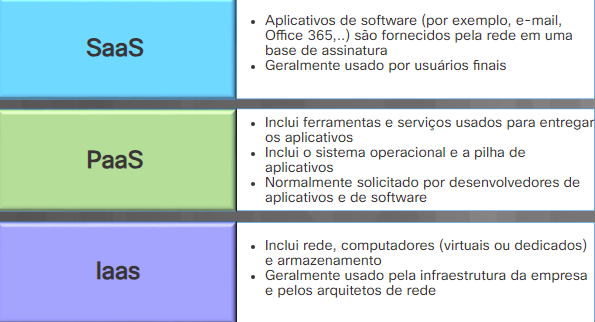 SaaS
• Aplicativos de software (por exemplo, e-mail,
Office 365,..) são fornecidos pela rede em uma
base de assinatura
• Geralmente usado por usuários finais
PaaS
• Inclui ferramentas e serviços usados para entregar
os aplicativos
• Inclui o sistema operacional e a pilha de
aplicativos
• Normalmente solicitado por desenvolvedores de
aplicativos e de software
Iaas
• Inclui rede, computadores (virtuais ou dedicados)
e armazenamento
• Geralmente usado pela infraestrutura da empresa
e pelos arquitetos de rede